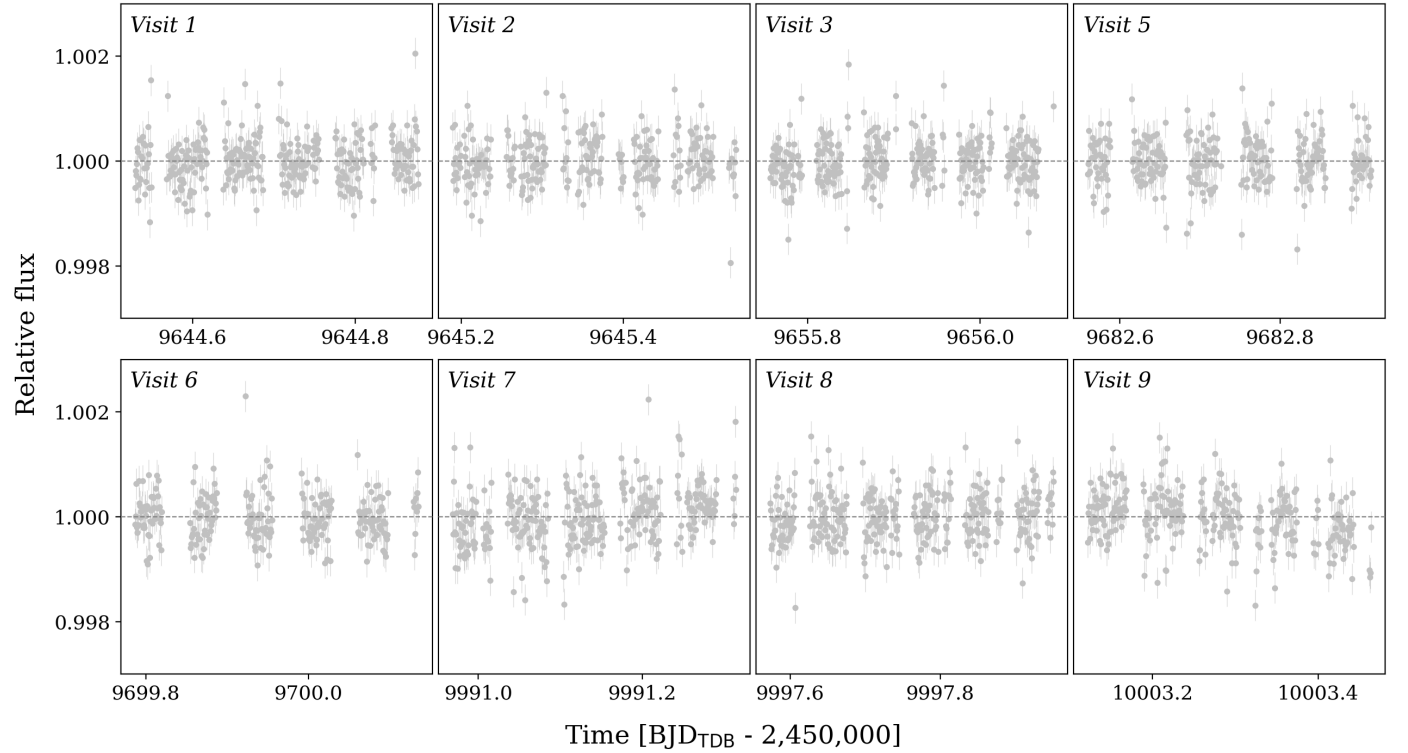 Visit 1
Visit 2
Visit 3
Visit 5
1.002
1.000
0.998
9644.6
9644.8
9645.2
9645.4
9655.8
9656.0
9682.6
9682.8
Relative flux
Visit 6
Visit 7
Visit 8
Visit 9
1.002
1.000
0.998
9699.8
9700.0
9991.0
9991.2
9997.6
9997.8
10003.2
10003.4
Time [BJD_TDB - 2,450,000]